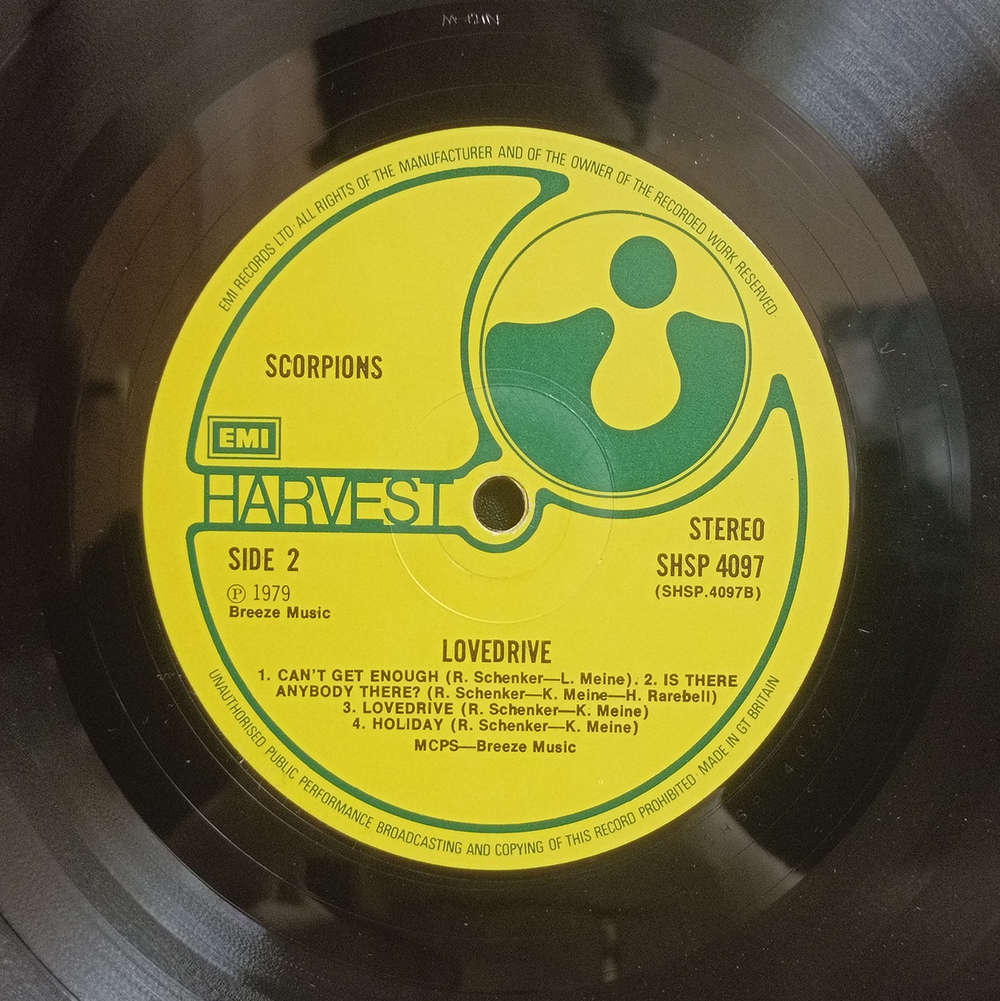 EMI RECORDS LTD· ALL RIGHTS OF THE MANUFACTURER AND OF THE OWNER OF THE RECORDED WORK RESERVED·
SCORPIONS
EMI
HARVEST
STEREO
SIDE 2
SHSP 4097
(SHSP.4097B)
Ⓟ 1979
Breeze Music
LOVEDRIVE
1. CAN'T GET ENOUGH (R. Schenker—L. Meine). 2. IS THERE
ANYBODY THERE? (R. Schenker—K. Meine—H. Rarebell)
3. LOVEDRIVE (R. Schenker—K. Meine)
4. HOLIDAY (R. Schenker—K. Meine)
MCPS—Breeze Music
UNAUTHORISED PUBLIC PERFORMANCE BROADCASTING AND COPYING OF THIS RECORD PROHIBITED· MADE IN GT BRITAIN